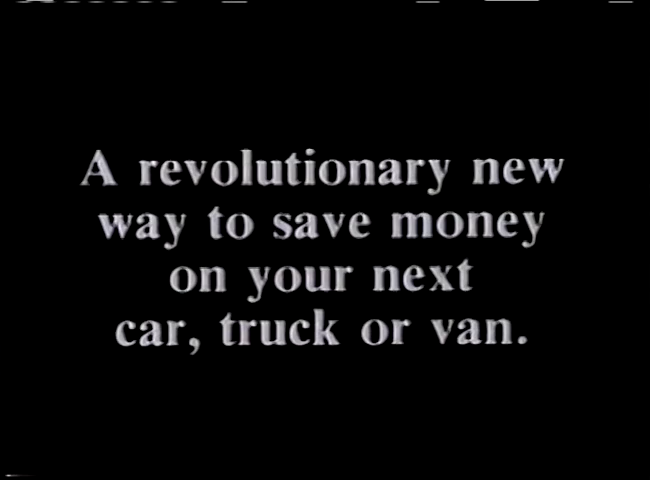 A revolutionary new
way to save money
on your next
car, truck or van.